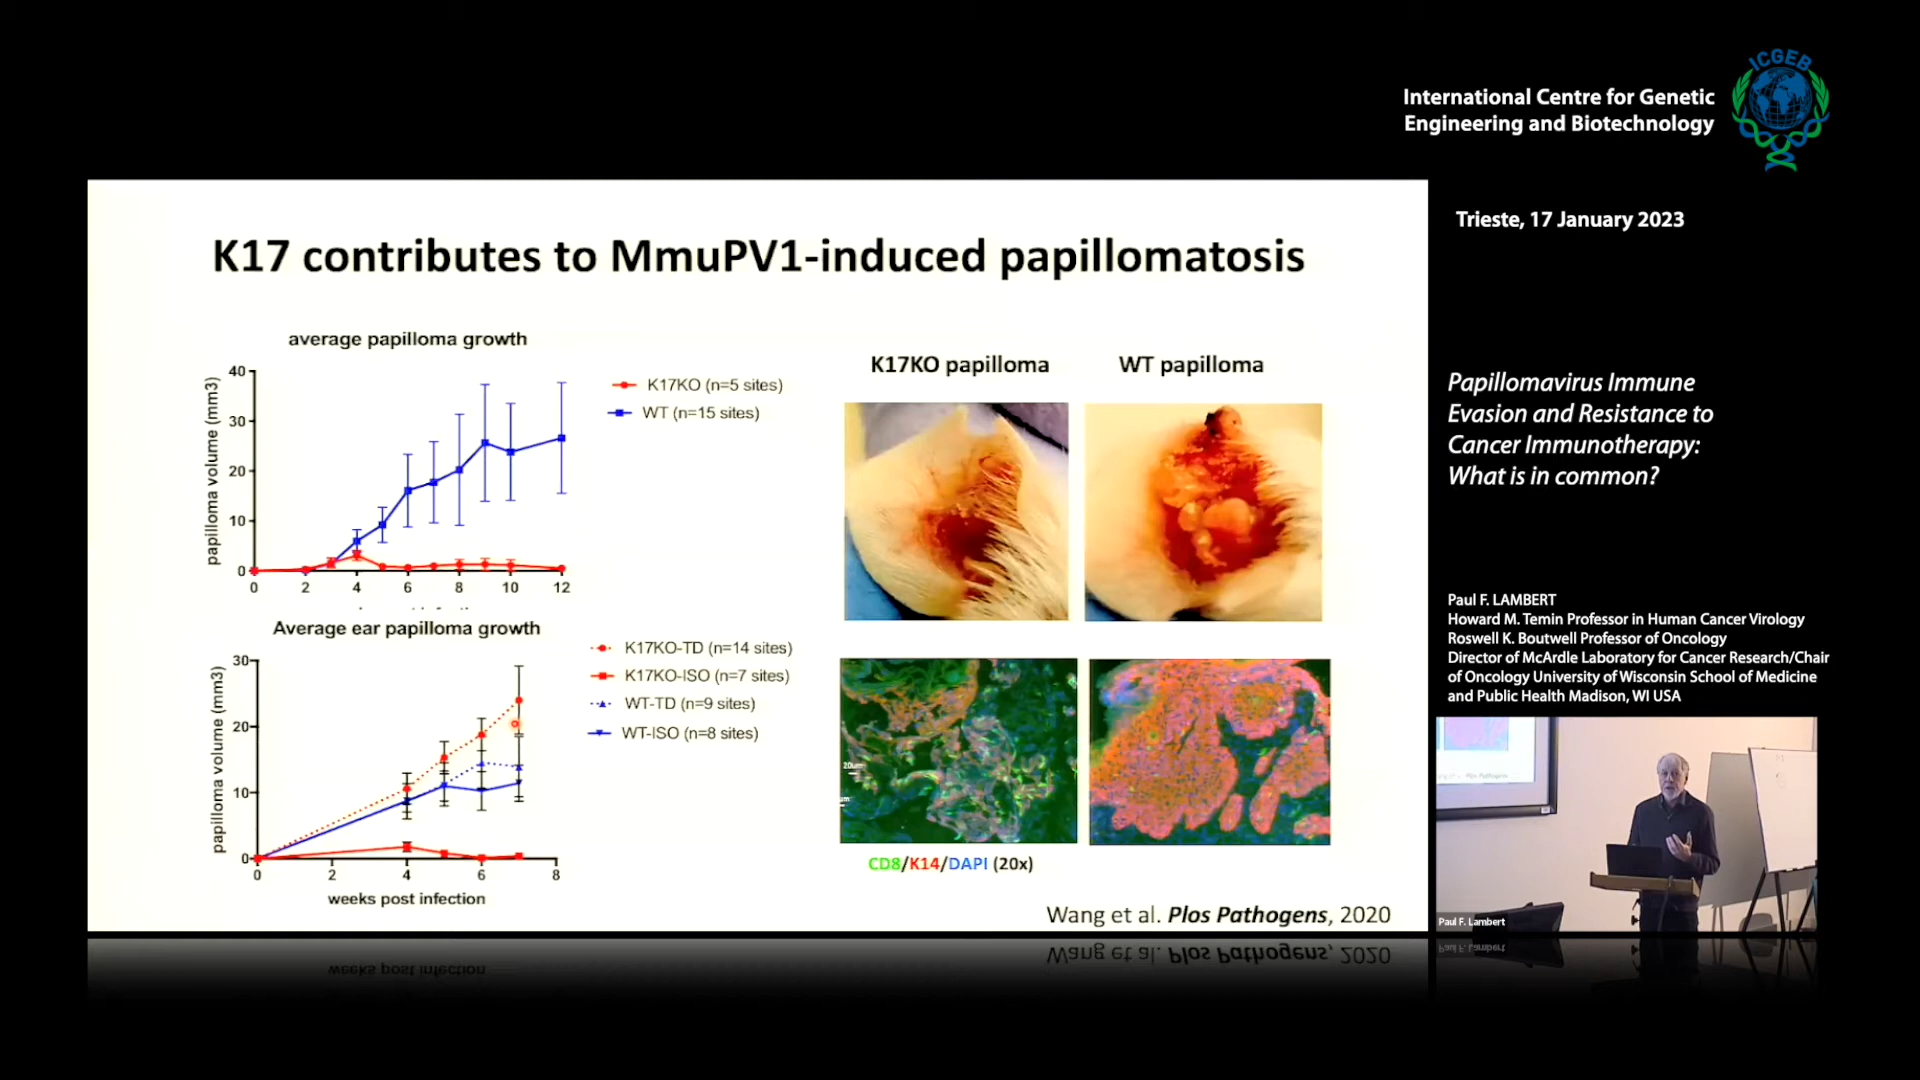 ICGEB
International Centre for Genetic
Engineering and Biotechnology
Trieste, 17 January 2023
K17 contributes to MmuPV1-induced papillomatosis
average papilloma growth
papilloma volume (mm3)
40
30
20
10
0
0 2 4 6 8 10 12
K17KO (n=5 sites)
WT (n=15 sites)
Average ear papilloma growth
papilloma volume (mm3)
30
20
10
0
0 2 4 6 8
weeks post infection
K17KO-TD (n=14 sites)
K17KO-ISO (n=7 sites)
WT-TD (n=9 sites)
WT-ISO (n=8 sites)
K17KO papilloma
WT papilloma
CD8/K14/DAPI (20x)
Wang et al. Plos Pathogens, 2020
Papillomavirus Immune
Evasion and Resistance to
Cancer Immunotherapy:
What is in common?
Paul F. LAMBERT
Howard M. Temin Professor in Human Cancer Virology
Roswell K. Boutwell Professor of Oncology
Director of McArdle Laboratory for Cancer Research/Chair
of Oncology University of Wisconsin School of Medicine
and Public Health Madison, WI USA
Paul F. Lambert